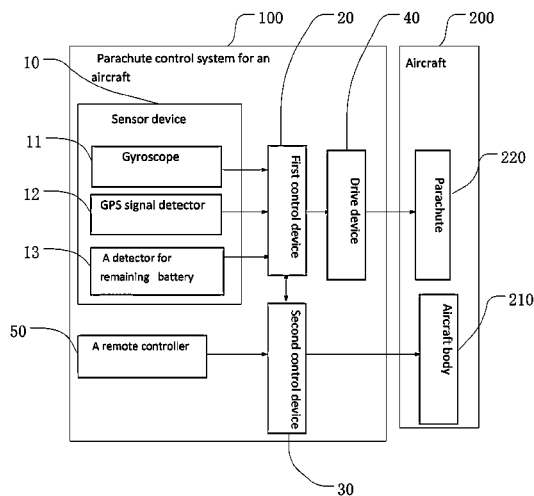 100
20
40
200
Parachute control system for an
aircraft
Aircraft
10
Sensor device
11
Gyroscope
12
GPS signal detector
13
A detector for
remaining battery
First control device
Drive device
Parachute
220
50
A remote controller
Second control device
Aircraft body
210
30